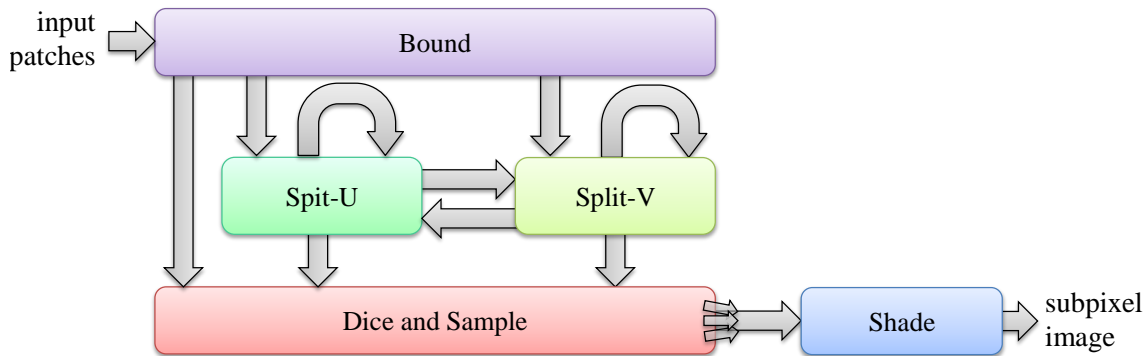 input
patches
Bound
Spit-U
Split-V
Dice and Sample
Shade
subpixel
image